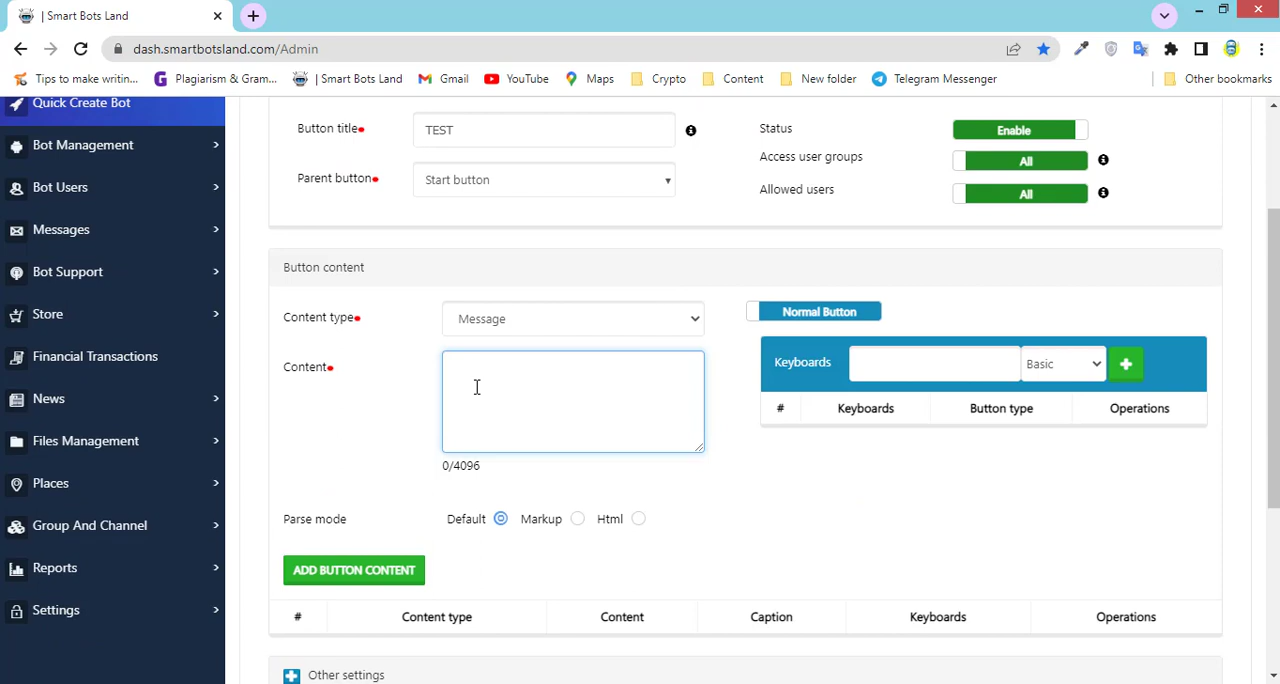 | Smart Bots Land
dash.smartbotsland.com/Admin
Tips to make writin... Plagiarism & Gram... | Smart Bots Land Gmail YouTube Maps Crypto Content New folder Telegram Messenger Other bookmarks
Quick Create Bot
Bot Management
Bot Users
Messages
Bot Support
Store
Financial Transactions
News
Files Management
Places
Group And Channel
Reports
Settings
Button title TEST
Parent button Start button
Status Enable
Access user groups All
Allowed users All
Button content
Content type Message
Content
0/4096
Normal Button
Keyboards Basic
# Keyboards Button type Operations
Parse mode Default Markup Html
ADD BUTTON CONTENT
# Content type Content Caption Keyboards Operations
Other settings